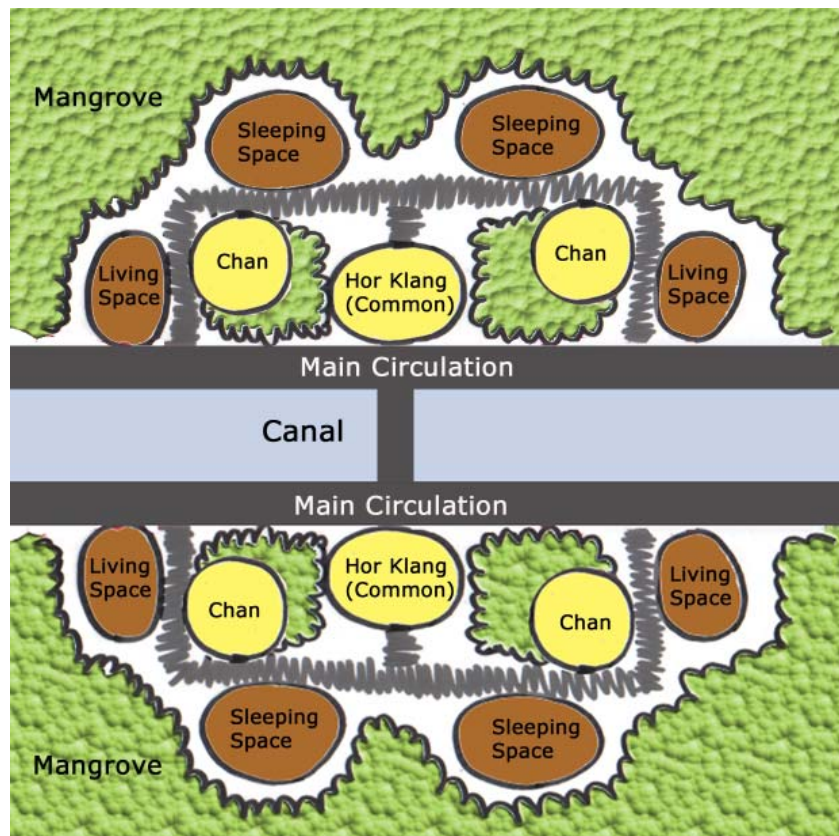 Mangrove
Sleeping
Space
Sleeping
Space
Living
Space
Chan
Hor Klang
(Common)
Chan
Living
Space
Main Circulation
Canal
Main Circulation
Living
Space
Chan
Hor Klang
(Common)
Chan
Living
Space
Sleeping
Space
Sleeping
Space
Mangrove